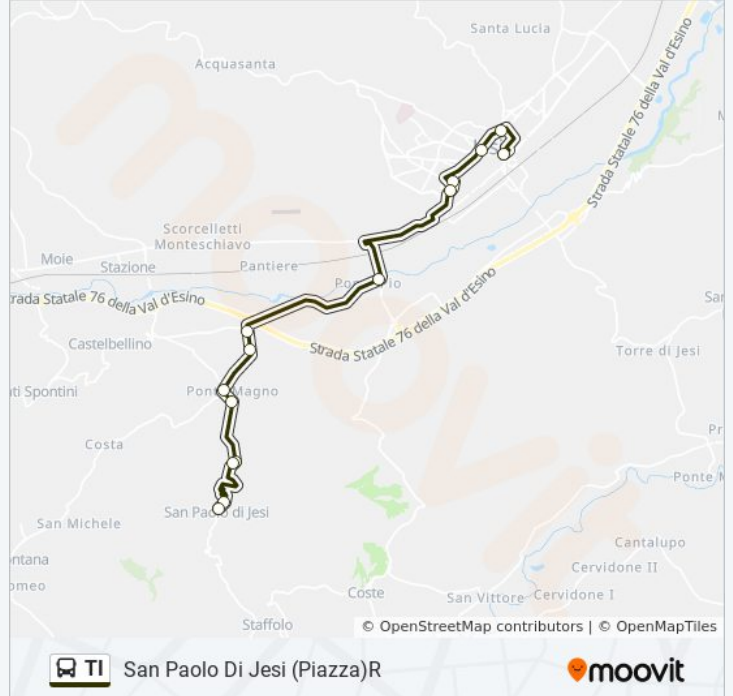 Santa Lucia
Acquasanta
Strada Statale 76 della Val d'Esino
Scorcelletti
Monteschiavo
Moie
Stazione
Pantiere
rada Statale 76 della Val d'Esino
Strada Statale 76 della Val d'Esino
Castelbellino
Torre di Jesi
ti Spontini
Magno
Costa
Ponte
San Michele
San Paolo di Jesi
Cantalupo
ntana
Cervidone II
omeo
Coste
San Vittore
Cervidone I
Staffolo
© OpenStreetMap contributors | © OpenMapTiles
TI
San Paolo Di Jesi (Piazza)R
moovit